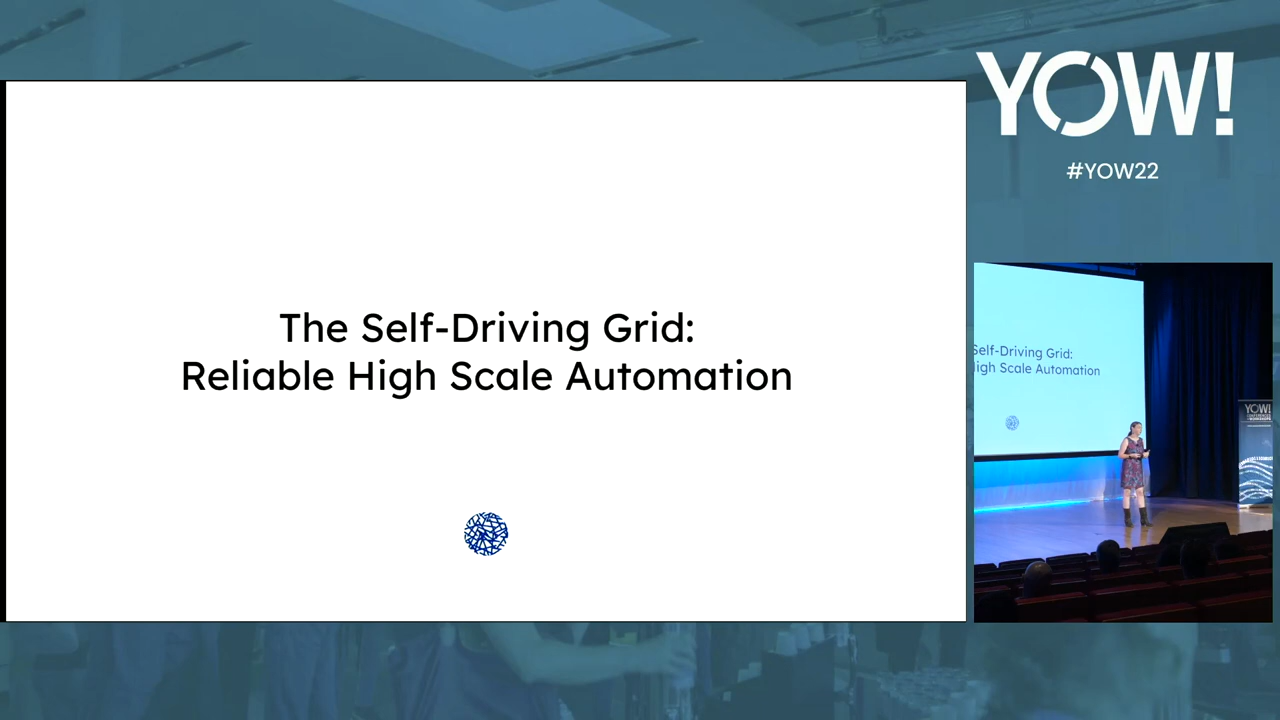 The Self-Driving Grid:
Reliable High Scale Automation
YOW!
#YOW22
Self-Driving Grid:
High Scale Automation
YOW!